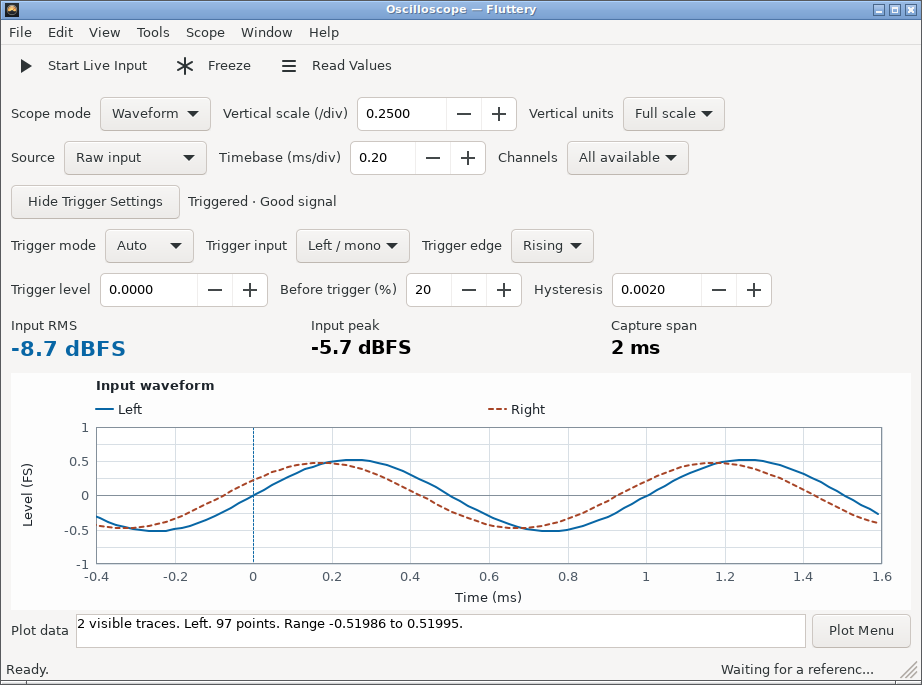 Oscilloscope — Fluttery
File Edit View Tools Scope Window Help
Start Live Input Freeze Read Values
Scope mode Waveform Vertical scale (/div) 0.2500 Vertical units Full scale
Source Raw input Timebase (ms/div) 0.20 Channels All available
Hide Trigger Settings Triggered · Good signal
Trigger mode Auto Trigger input Left / mono Trigger edge Rising
Trigger level 0.0000 Before trigger (%) 20 Hysteresis 0.0020
Input RMS Input peak Capture span
-8.7 dBFS -5.7 dBFS 2 ms
Input waveform
Left Right
1
0.5
0
-0.5
-1
Level (FS)
-0.4 -0.2 0 0.2 0.4 0.6 0.8 1 1.2 1.4 1.6
Time (ms)
Plot data 2 visible traces. Left. 97 points. Range -0.51986 to 0.51995. Plot Menu
Ready. Waiting for a referenc...